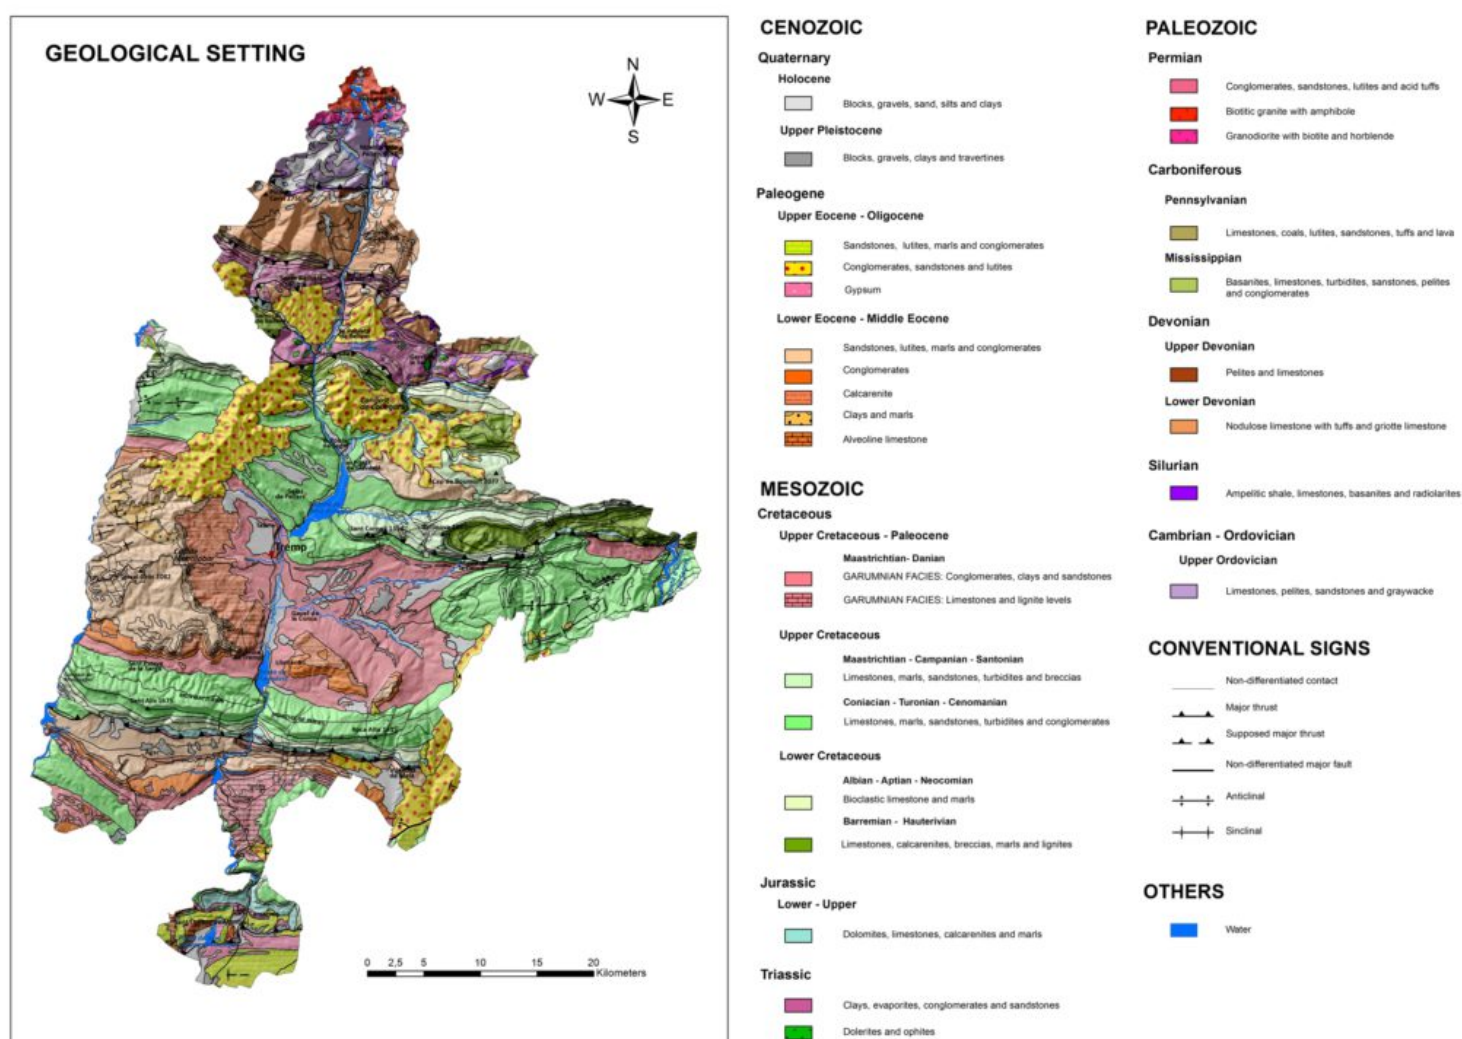 GEOLOGICAL SETTING
N
W
E
S
Tremp
0 2,5 5 10 15 20
Kilometers
CENOZOIC
Quaternary
Holocene
Blocks, gravels, sand, silts and clays
Upper Pleistocene
Blocks, gravels, clays and travertines
Paleogene
Upper Eocene - Oligocene
Sandstones, lutites, marls and conglomerates
Conglomerates, sandstones and lutites
Gypsum
Lower Eocene - Middle Eocene
Sandstones, lutites, marls and conglomerates
Conglomerates
Calcarenite
Clays and marls
Alveoline limestone
MESOZOIC
Cretaceous
Upper Cretaceous - Paleocene
Maastrichtian- Danian
GARUMNIAN FACIES: Conglomerates, clays and sandstones
GARUMNIAN FACIES: Limestones and lignite levels
Upper Cretaceous
Maastrichtian - Campanian - Santonian
Limestones, marls, sandstones, turbidites and breccias
Coniacian - Turonian - Cenomanian
Limestones, marls, sandstones, turbidites and conglomerates
Lower Cretaceous
Albian - Aptian - Neocomian
Bioclastic limestone and marls
Barremian - Hauterivian
Limestones, calcarenites, breccias, marls and lignites
Jurassic
Lower - Upper
Dolomites, limestones, calcarenites and marls
Triassic
Clays, evaporites, conglomerates and sandstones
Dolerites and ophites
PALEOZOIC
Permian
Conglomerates, sandstones, lutites and acid tuffs
Biotitic granite with amphibole
Granodiorite with biotite and horblende
Carboniferous
Pennsylvanian
Limestones, coals, lutites, sandstones, tuffs and lava
Mississippian
Basanites, limestones, turbidites, sanstones, pelites
and conglomerates
Devonian
Upper Devonian
Pelites and limestones
Lower Devonian
Nodulose limestone with tuffs and griotte limestone
Silurian
Ampelitic shale, limestones, basanites and radiolarites
Cambrian - Ordovician
Upper Ordovician
Limestones, pelites, sandstones and graywacke
CONVENTIONAL SIGNS
Non-differentiated contact
Major thrust
Supposed major thrust
Non-differentiated major fault
Anticlinal
Sinclinal
OTHERS
Water